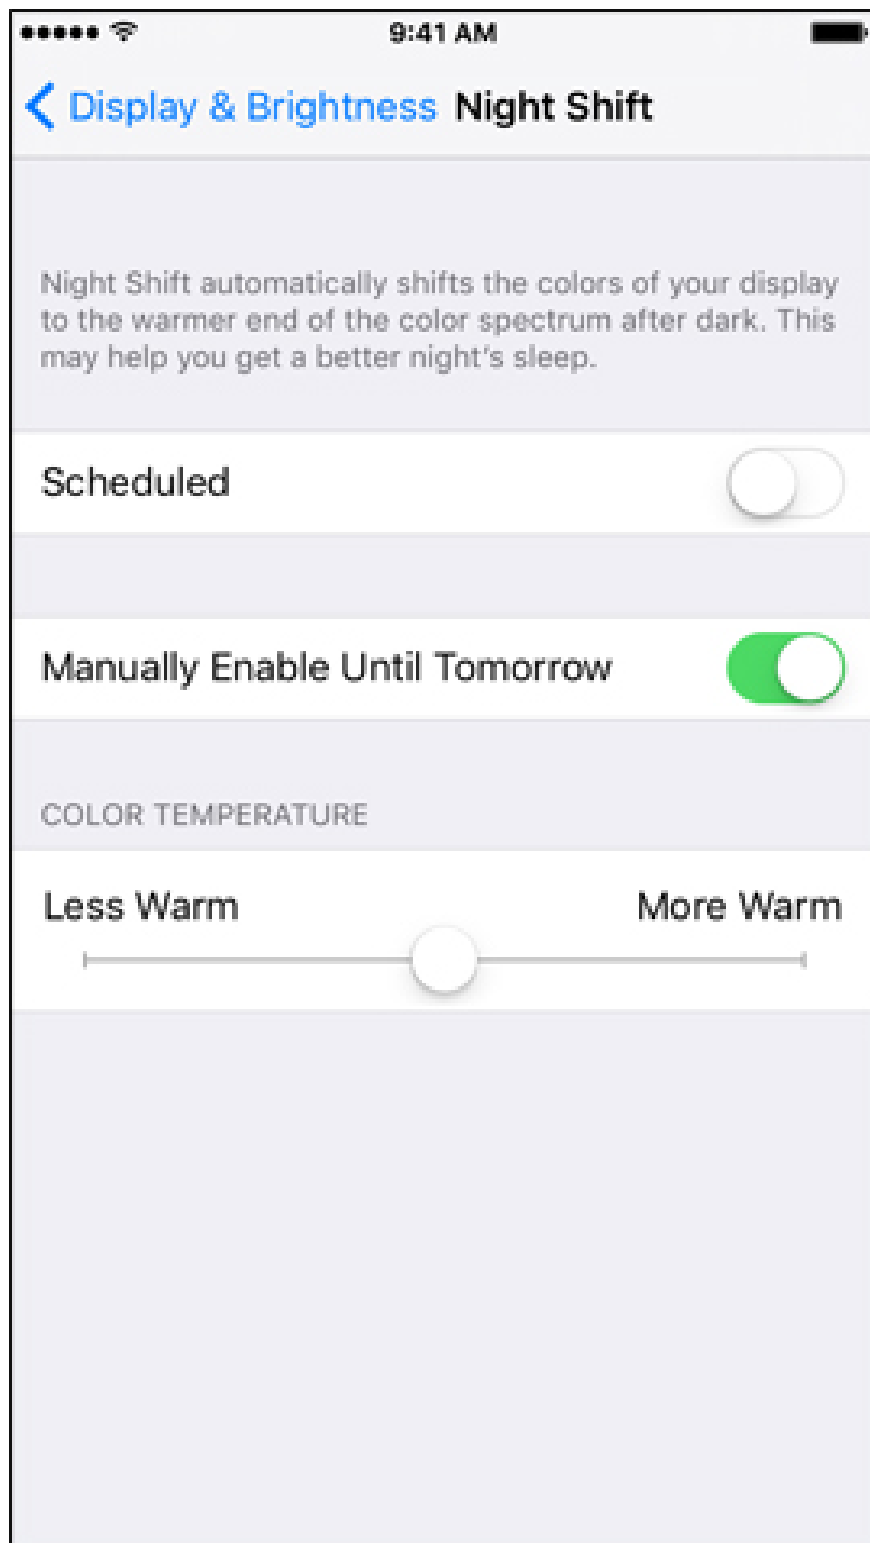 9:41 AM
Display & Brightness Night Shift
Night Shift automatically shifts the colors of your display
to the warmer end of the color spectrum after dark. This
may help you get a better night's sleep.
Scheduled
Manually Enable Until Tomorrow
COLOR TEMPERATURE
Less Warm More Warm